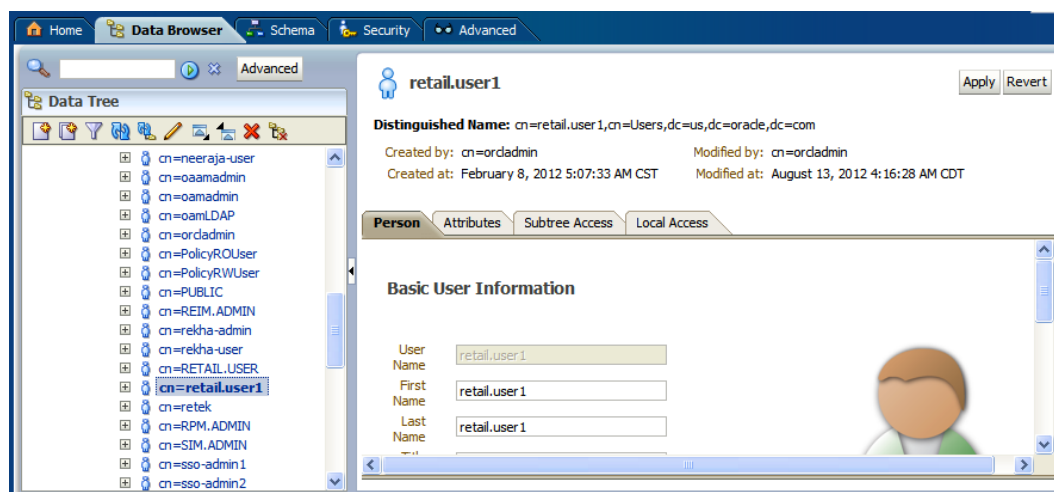 Home Data Browser Schema Security Advanced
Advanced
Data Tree
cn=neeraja-user
cn=oaamadmin
cn=oamadmin
cn=oamLDAP
cn=orcladmin
cn=PolicyROUser
cn=PolicyRWUser
cn=PUBLIC
cn=REIM.ADMIN
cn=rekha-admin
cn=rekha-user
cn=RETAIL.USER
cn=retail.user1
cn=retek
cn=RPM.ADMIN
cn=SIM.ADMIN
cn=sso-admin1
cn=sso-admin2
retail.user1
Apply Revert
Distinguished Name: cn=retail.user1,cn=Users,dc=us,dc=oracle,dc=com
Created by: cn=orcladmin Modified by: cn=orcladmin
Created at: February 8, 2012 5:07:33 AM CST Modified at: August 13, 2012 4:16:28 AM CDT
Person Attributes Subtree Access Local Access
Basic User Information
User Name retail.user1
First Name retail.user1
Last Name retail.user1